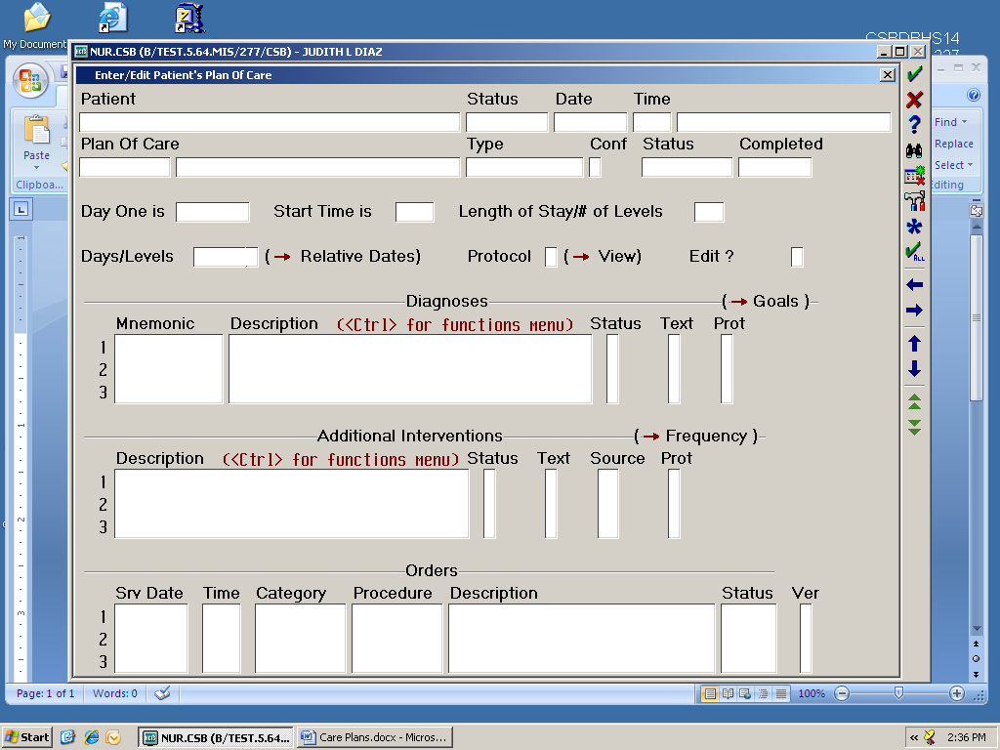 My Document
CSBDBHS14
NUR.CSB (B/TEST.5.64.MIS/277/CSB) - JUDITH L DIAZ
Enter/Edit Patient's Plan Of Care
Patient Status Date Time
Plan Of Care Type Conf Status Completed
Day One is Start Time is Length of Stay/# of Levels
Days/Levels (→ Relative Dates) Protocol (→ View) Edit ?
Diagnoses (→ Goals )
Mnemonic Description (<Ctrl> for functions menu) Status Text Prot
1
2
3
Additional Interventions (→ Frequency )
Description (<Ctrl> for functions menu) Status Text Source Prot
1
2
3
Orders
Srv Date Time Category Procedure Description Status Ver
1
2
3
ALL
Paste
Clipboa...
Find
Replace
Select
Editing
L
1
1
2
3
Page: 1 of 1 Words: 0 100%
Start NUR.CSB (B/TEST.5.64... Care Plans.docx - Micros... « 2:36 PM